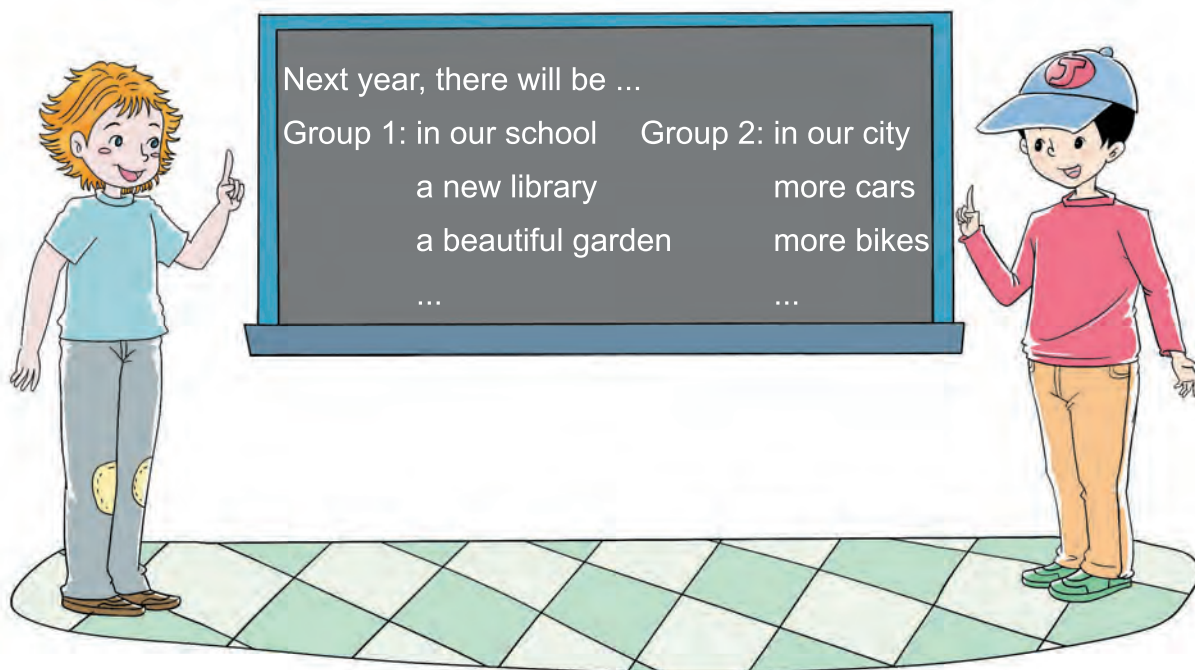 Next year, there will be ...
Group 1: in our school Group 2: in our city
a new library more cars
a beautiful garden more bikes
... ...
J